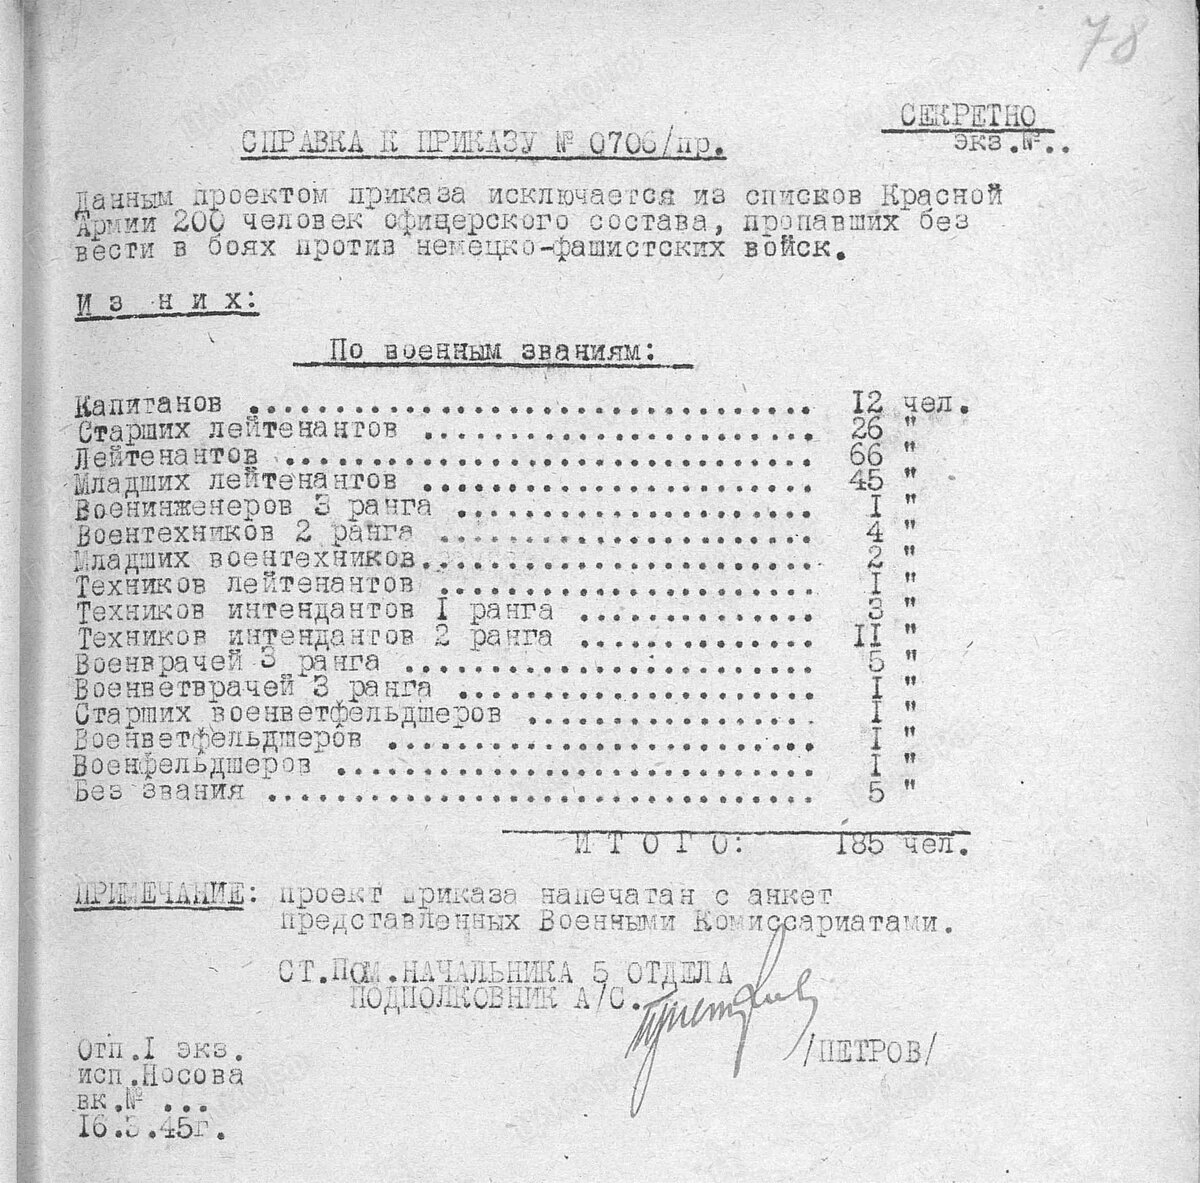 78
СЕКРЕТНО
экз.№..
СПРАВКА К ПРИКАЗУ № 0706/пр.
Данным проектом приказа исключается из списков Красной
Армии 200 человек офицерского состава, пропавших без
вести в боях против немецко-фашистских войск.
И з н и х:
По военным званиям:
Капитанов ................................. 12 чел.
Старших лейтенантов ....................... 26 "
Лейтенантов ............................... 66 "
Младших лейтенантов ....................... 45 "
Военинженеров 3 ранга ..................... I "
Воентехников 2 ранга ...................... 4 "
Младших воентехников....................... 2 "
Техников лейтенантов ...................... I "
Техников интендантов I ранга .............. 3 "
Техников интендантов 2 ранга .............. II "
Военврачей 3 ранга ........................ 5 "
Военветврачей 3 ранга ..................... I "
Старших военветфельдшеров ................. I "
Военветфельдшеров ......................... I "
Военфельдшеров ............................ I "
Без звания ................................ 5 "
И Т О Г О: 185 чел.
ПРИМЕЧАНИЕ: проект приказа напечатан с анкет
представленных Военными Комиссариатами.
СТ.ПОМ.НАЧАЛЬНИКА 5 ОТДЕЛА
ПОДПОЛКОВНИК А/С.
/ПЕТРОВ/
Отп.I экз.
исп.Носова
вк.№ ...
16.3.45г.